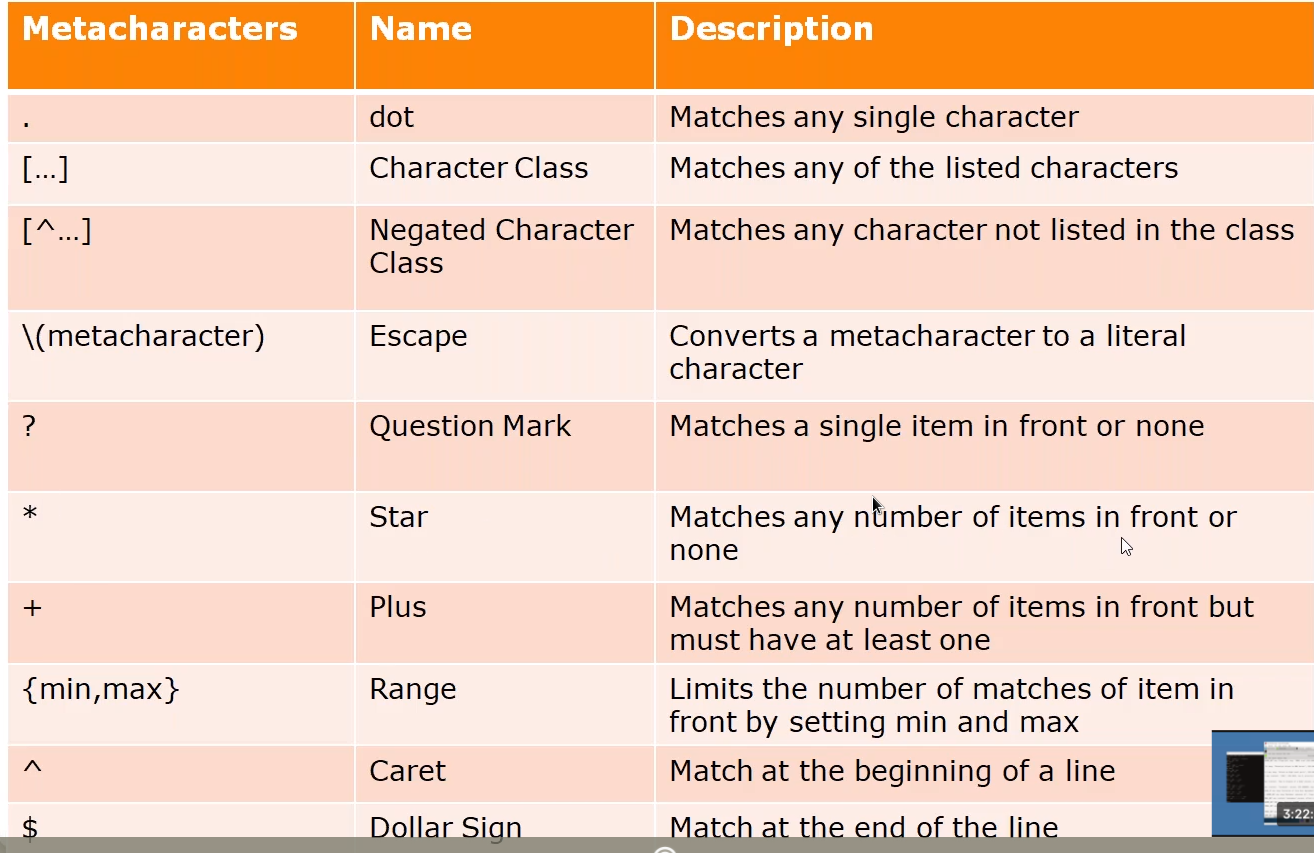 Metacharacters Name Description
. dot Matches any single character
[…] Character Class Matches any of the listed characters
[^…] Negated Character Matches any character not listed in the class
Class
\(metacharacter) Escape Converts a metacharacter to a literal
character
? Question Mark Matches a single item in front or none
* Star Matches any number of items in front or
none
+ Plus Matches any number of items in front but
must have at least one
{min,max} Range Limits the number of matches of item in
front by setting min and max
^ Caret Match at the beginning of a line
$ Dollar Sign Match at the end of the line
3:22: